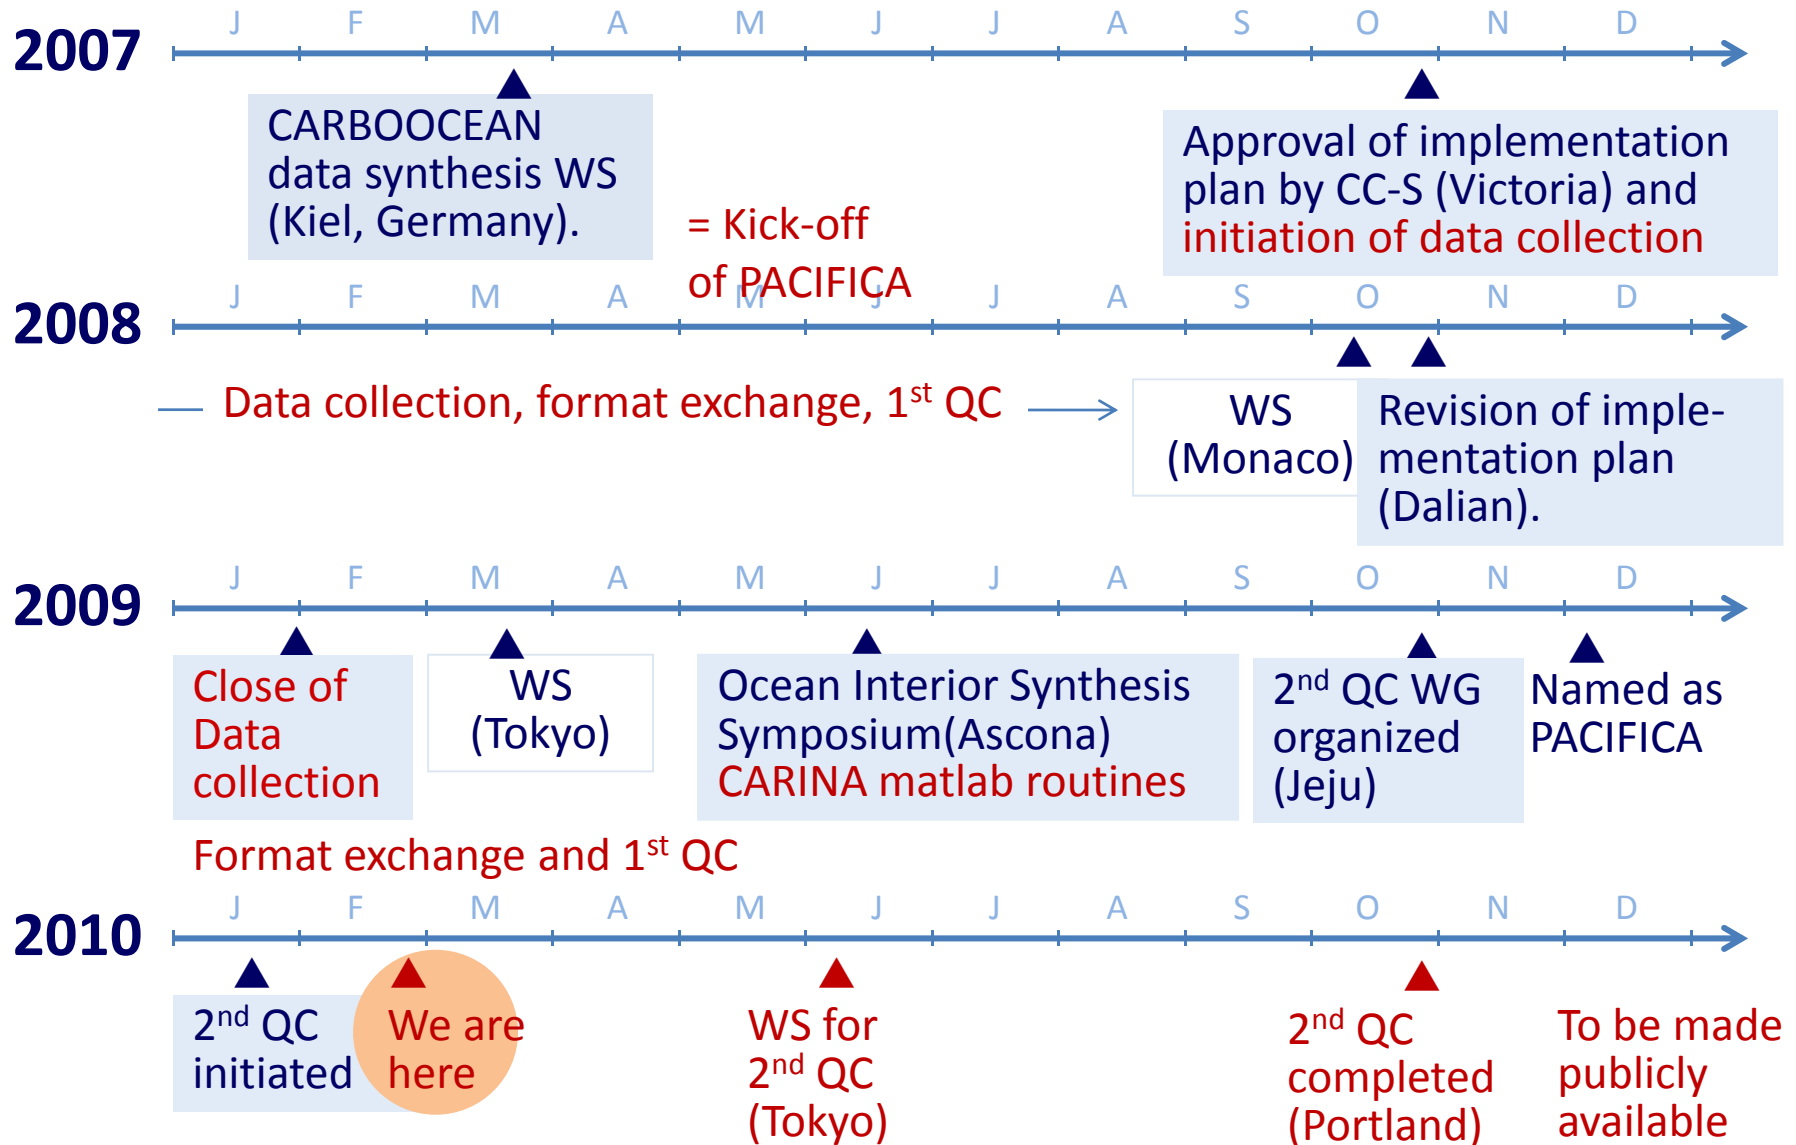 2007
J F M A M J J A S O N D
CARBOOCEAN
data synthesis WS
(Kiel, Germany).
= Kick-off
of PACIFICA
Approval of implementation
plan by CC-S (Victoria) and
initiation of data collection
2008
J F M A M J J A S O N D
Data collection, format exchange, 1st QC
WS
(Monaco)
Revision of imple-
mentation plan
(Dalian).
2009
J F M A M J J A S O N D
Close of
Data
collection
WS
(Tokyo)
Ocean Interior Synthesis
Symposium(Ascona)
CARINA matlab routines
2nd QC WG
organized
(Jeju)
Named as
PACIFICA
Format exchange and 1st QC
2010
J F M A M J J A S O N D
2nd QC
initiated
We are
here
WS for
2nd QC
(Tokyo)
2nd QC
completed
(Portland)
To be made
publicly
available